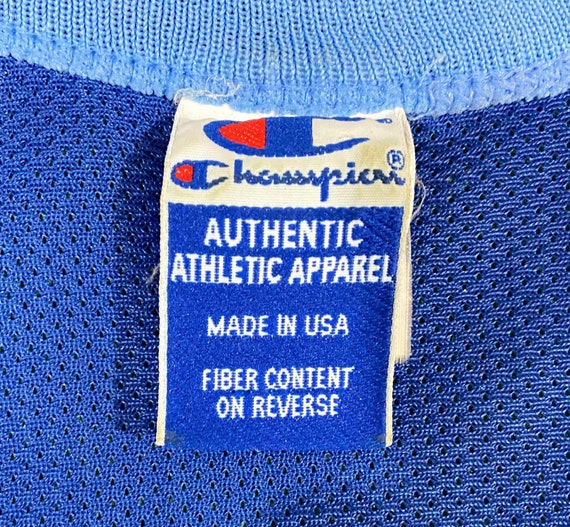 Champion®
AUTHENTIC
ATHLETIC APPAREL
MADE IN USA
FIBER CONTENT
ON REVERSE